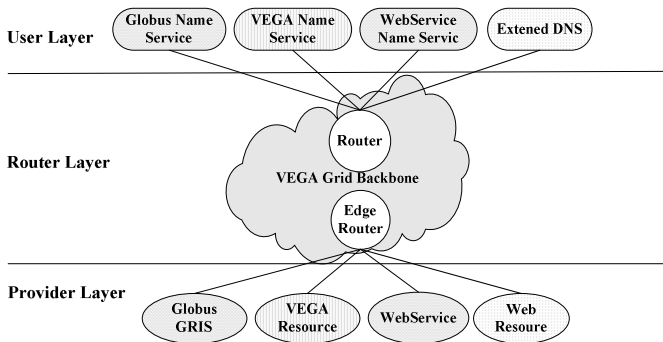 User Layer
Globus Name
Service
VEGA Name
Service
WebService
Name Servic
Extened DNS
Router Layer
Router
VEGA Grid Backbone
Edge
Router
Provider Layer
Globus
GRIS
VEGA
Resource
WebService
Web
Resoure